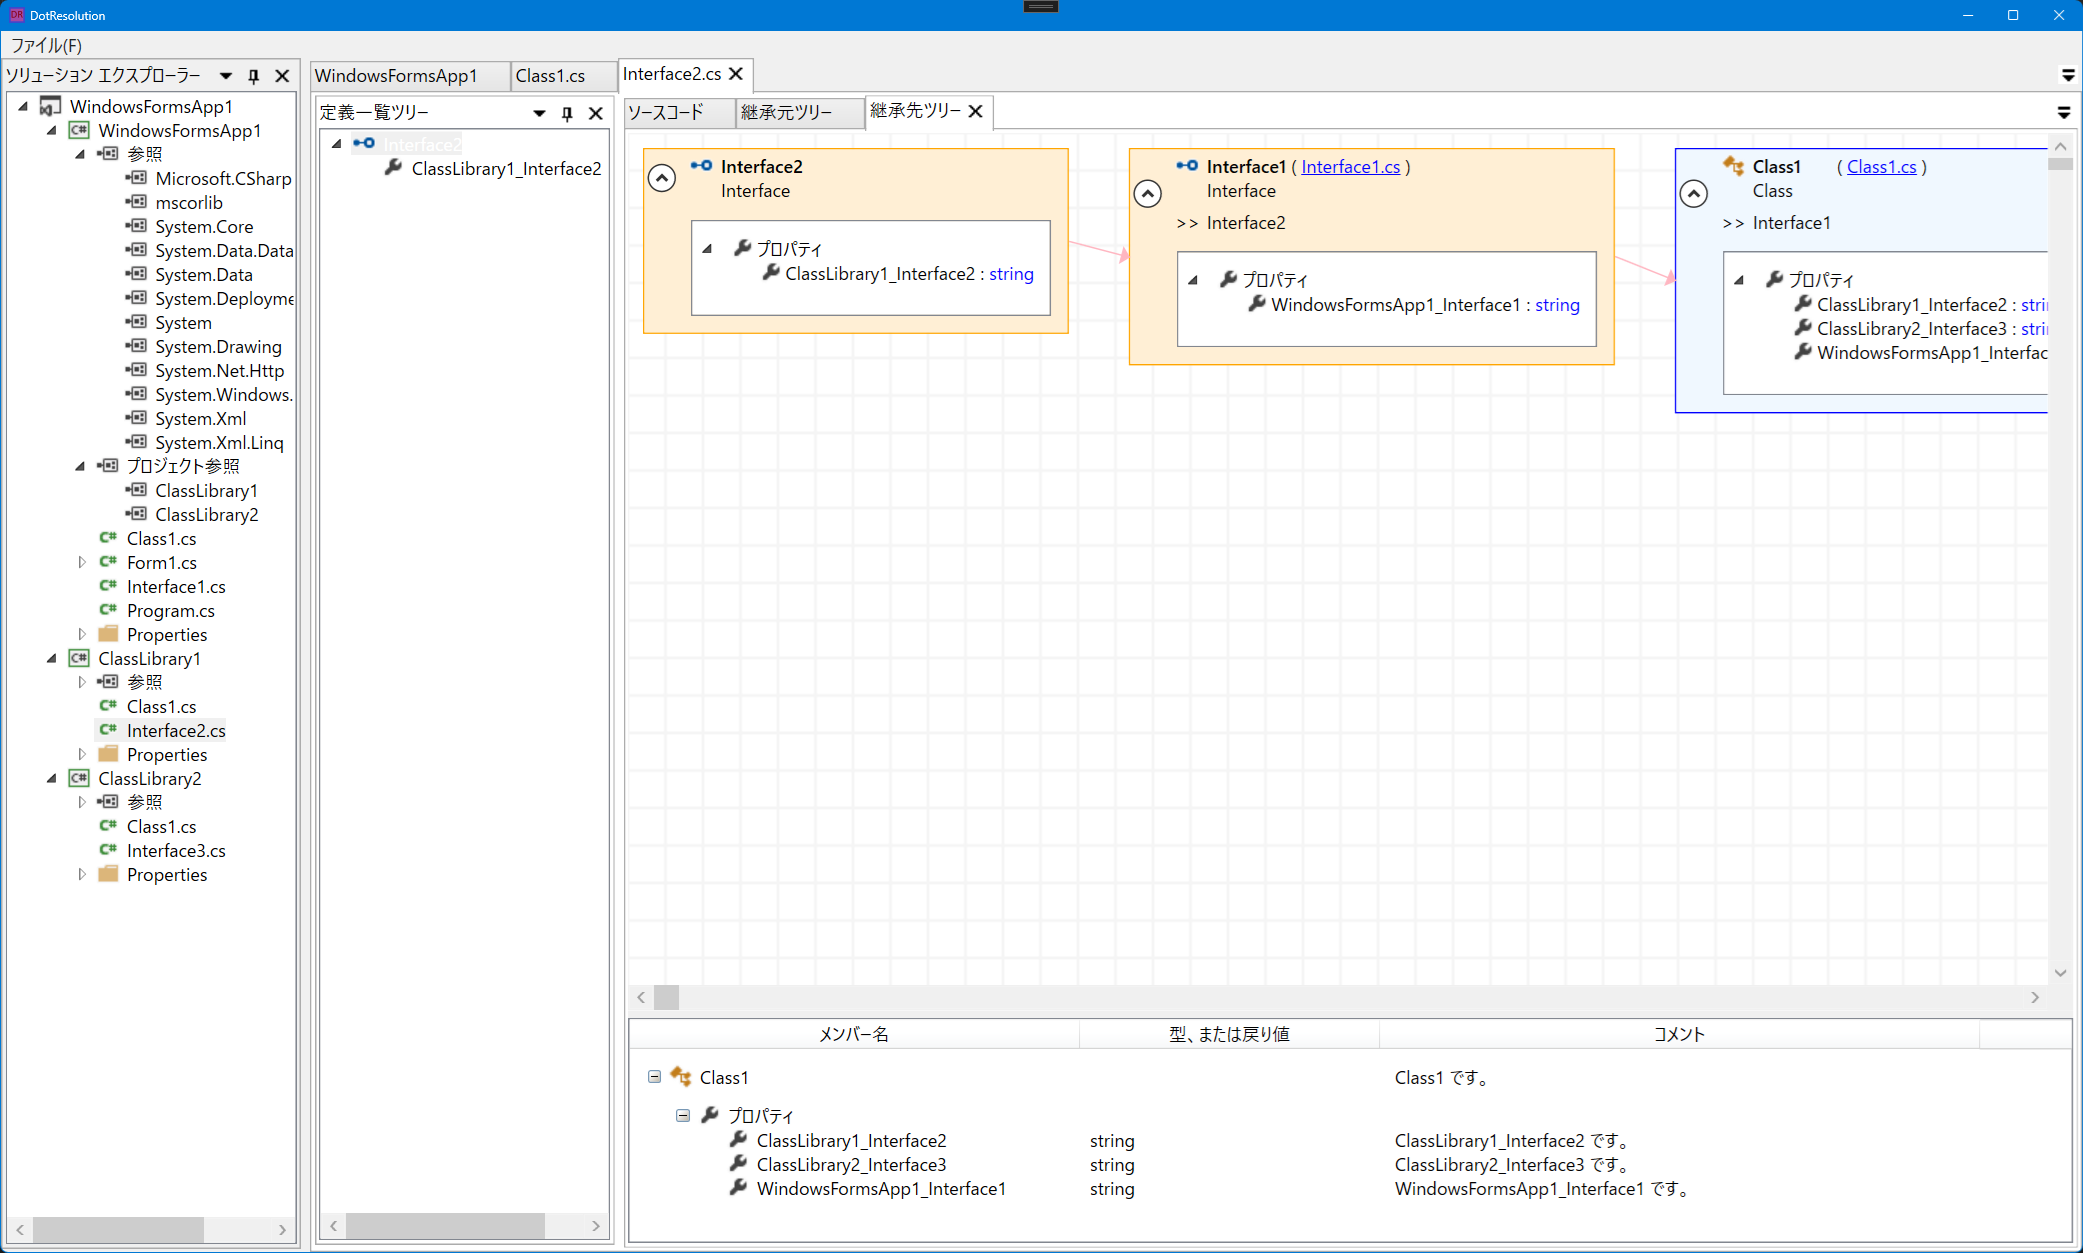 DotResolution
ファイル(F)
ソリューション エクスプローラー
WindowsFormsApp1
WindowsFormsApp1
参照
Microsoft.CSharp
mscorlib
System.Core
System.Data.Data
System.Data
System.Deployme
System
System.Drawing
System.Net.Http
System.Windows.
System.Xml
System.Xml.Linq
プロジェクト参照
ClassLibrary1
ClassLibrary2
Class1.cs
Form1.cs
Interface1.cs
Program.cs
Properties
ClassLibrary1
参照
Class1.cs
Interface2.cs
Properties
ClassLibrary2
参照
Class1.cs
Interface3.cs
Properties
WindowsFormsApp1 Class1.cs Interface2.cs
定義一覧ツリー
Interface2
ClassLibrary1_Interface2
ソースコード 継承元ツリー 継承先ツリー
Interface2
Interface
プロパティ
ClassLibrary1_Interface2 : string
Interface1 ( Interface1.cs )
Interface
>> Interface2
プロパティ
WindowsFormsApp1_Interface1 : string
Class1 ( Class1.cs )
Class
>> Interface1
プロパティ
ClassLibrary1_Interface2 : stri
ClassLibrary2_Interface3 : stri
WindowsFormsApp1_Interfac
メンバー名 型、または戻り値 コメント
Class1 Class1 です。
プロパティ
ClassLibrary1_Interface2 string ClassLibrary1_Interface2 です。
ClassLibrary2_Interface3 string ClassLibrary2_Interface3 です。
WindowsFormsApp1_Interface1 string WindowsFormsApp1_Interface1 です。